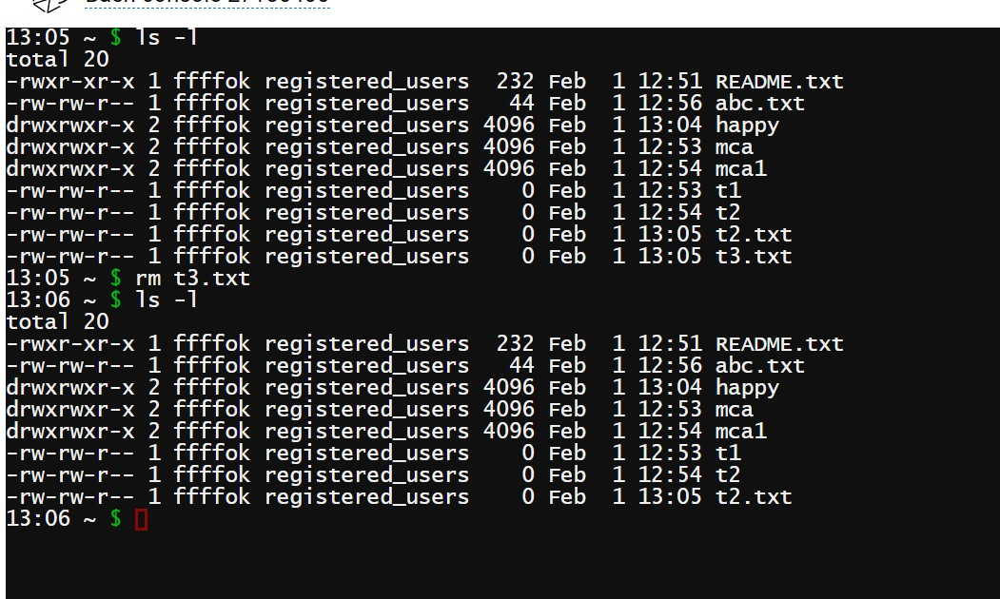 13:05 ~ $ ls -l
total 20
-rwxr-xr-x 1 ffffok registered_users  232 Feb  1 12:51 README.txt
-rw-rw-r-- 1 ffffok registered_users   44 Feb  1 12:56 abc.txt
drwxrwxr-x 2 ffffok registered_users 4096 Feb  1 13:04 happy
drwxrwxr-x 2 ffffok registered_users 4096 Feb  1 12:53 mca
drwxrwxr-x 2 ffffok registered_users 4096 Feb  1 12:54 mca1
-rw-rw-r-- 1 ffffok registered_users    0 Feb  1 12:53 t1
-rw-rw-r-- 1 ffffok registered_users    0 Feb  1 12:54 t2
-rw-rw-r-- 1 ffffok registered_users    0 Feb  1 13:05 t2.txt
-rw-rw-r-- 1 ffffok registered_users    0 Feb  1 13:05 t3.txt
13:05 ~ $ rm t3.txt
13:06 ~ $ ls -l
total 20
-rwxr-xr-x 1 ffffok registered_users  232 Feb  1 12:51 README.txt
-rw-rw-r-- 1 ffffok registered_users   44 Feb  1 12:56 abc.txt
drwxrwxr-x 2 ffffok registered_users 4096 Feb  1 13:04 happy
drwxrwxr-x 2 ffffok registered_users 4096 Feb  1 12:53 mca
drwxrwxr-x 2 ffffok registered_users 4096 Feb  1 12:54 mca1
-rw-rw-r-- 1 ffffok registered_users    0 Feb  1 12:53 t1
-rw-rw-r-- 1 ffffok registered_users    0 Feb  1 12:54 t2
-rw-rw-r-- 1 ffffok registered_users    0 Feb  1 13:05 t2.txt
13:06 ~ $